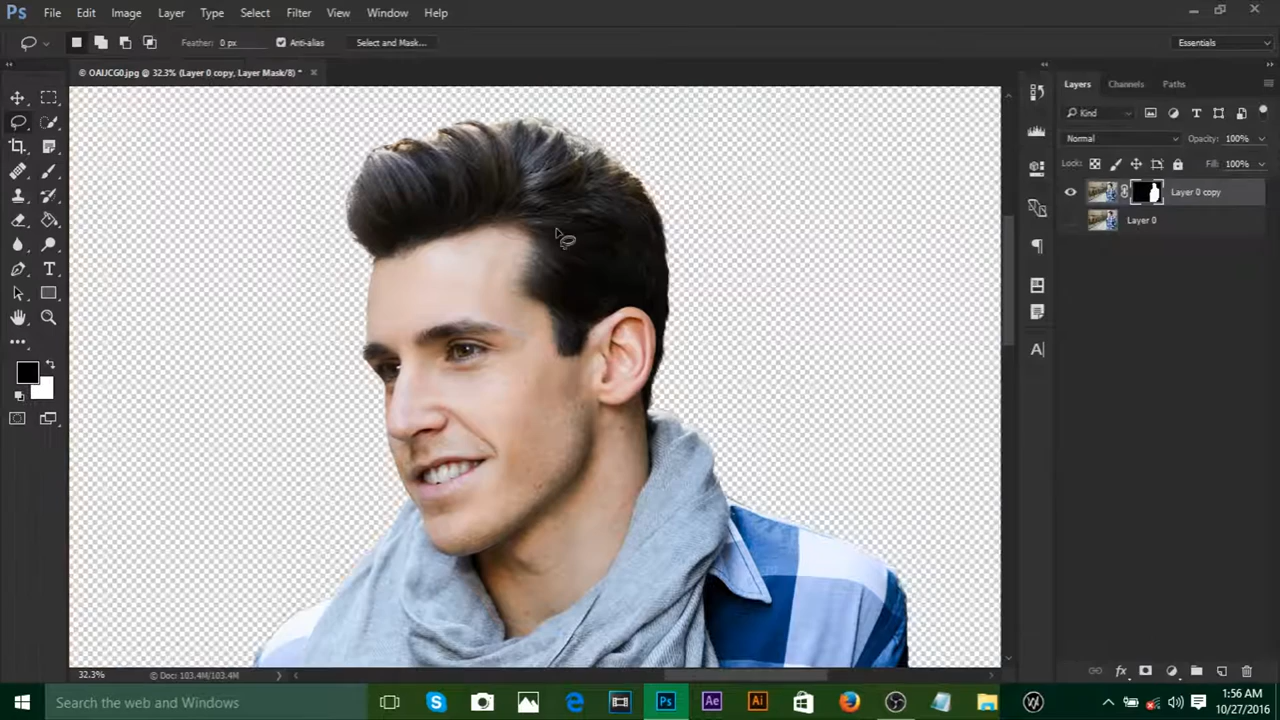 Ps File Edit Image Layer Type Select Filter View Window Help
Feather: 0 px Anti-alias Select and Mask... Essentials
© OAIJCG0.jpg @ 32.3% (Layer 0 copy, Layer Mask/8) *
Layers Channels Paths
Kind
Normal Opacity: 100%
Lock: Fill: 100%
Layer 0 copy
Layer 0
32.3% © Doc: 103.4M/103.4M
Search the web and Windows
Ps Ae Ai
1:56 AM
10/27/2016